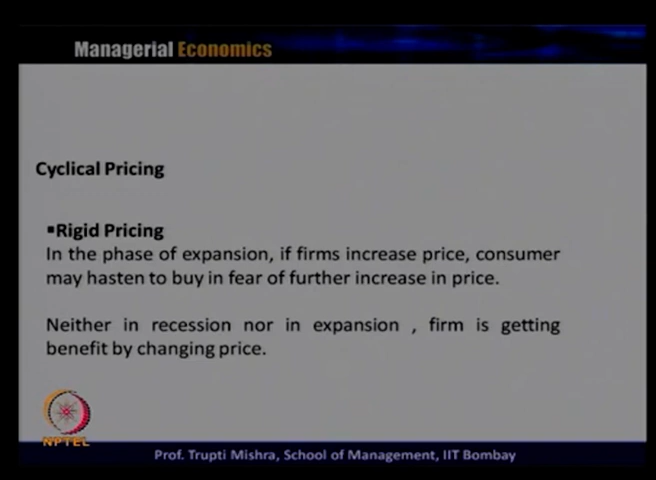 Managerial Economics
Cyclical Pricing
▪Rigid Pricing
In the phase of expansion, if firms increase price, consumer
may hasten to buy in fear of further increase in price.
Neither in recession nor in expansion , firm is getting
benefit by changing price.
NPTEL
Prof. Trupti Mishra, School of Management, IIT Bombay